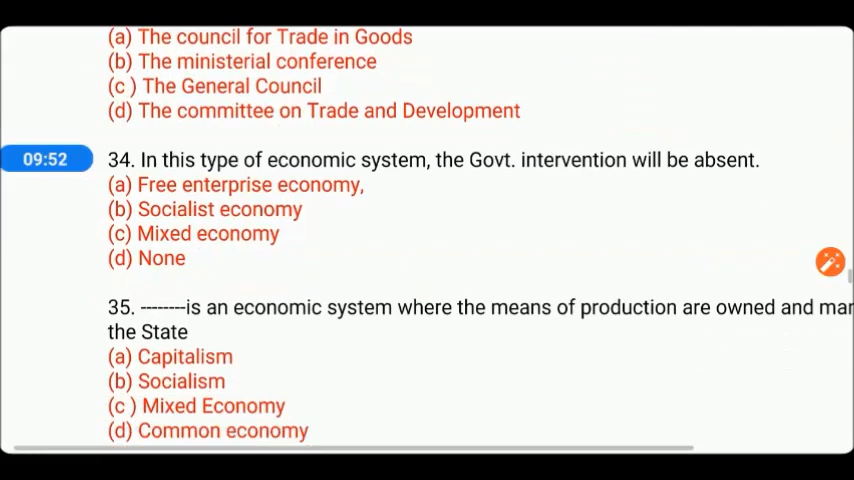 (a) The council for Trade in Goods
(b) The ministerial conference
(c ) The General Council
(d) The committee on Trade and Development
09:52
34. In this type of economic system, the Govt. intervention will be absent.
(a) Free enterprise economy,
(b) Socialist economy
(c) Mixed economy
(d) None
35. --------is an economic system where the means of production are owned and
the State
(a) Capitalism
(b) Socialism
(c ) Mixed Economy
(d) Common economy